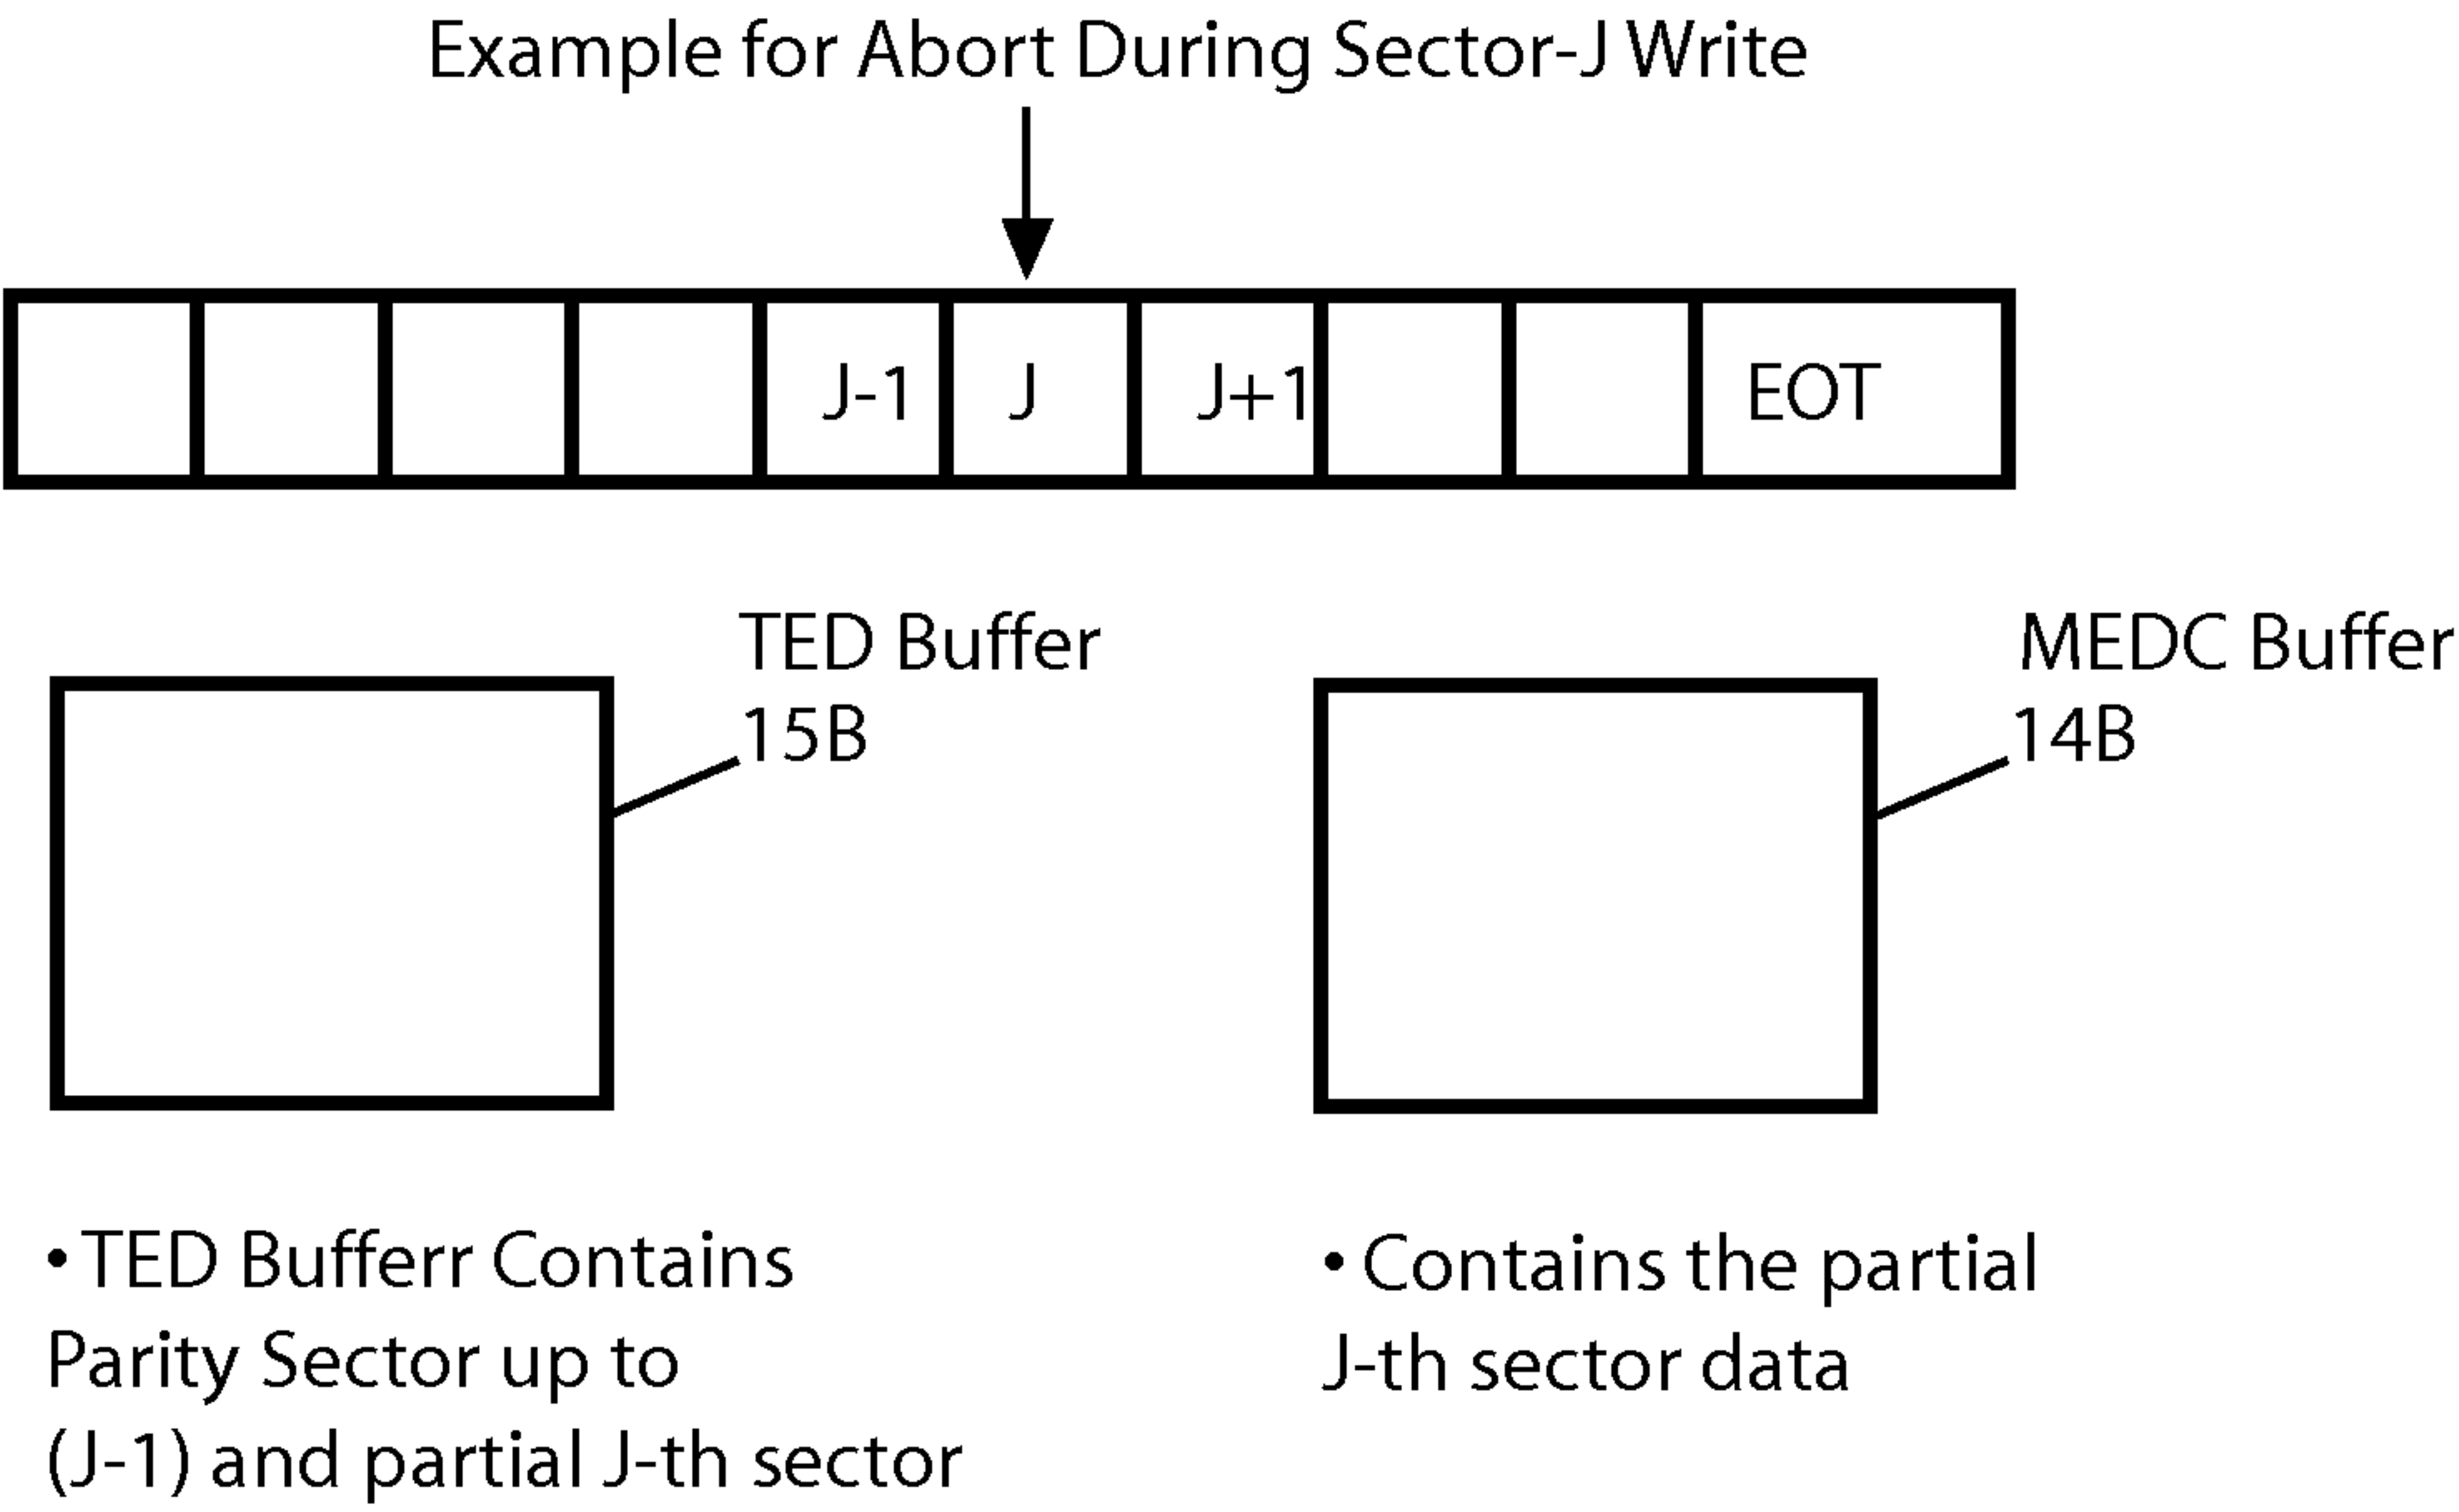 Example for Abort During Sector-J Write
J-1 J J+1 EOT
TED Buffer
15B
MEDC Buffer
14B
• TED Bufferr Contains
Parity Sector up to
(J-1) and partial J-th sector
• Contains the partial
J-th sector data